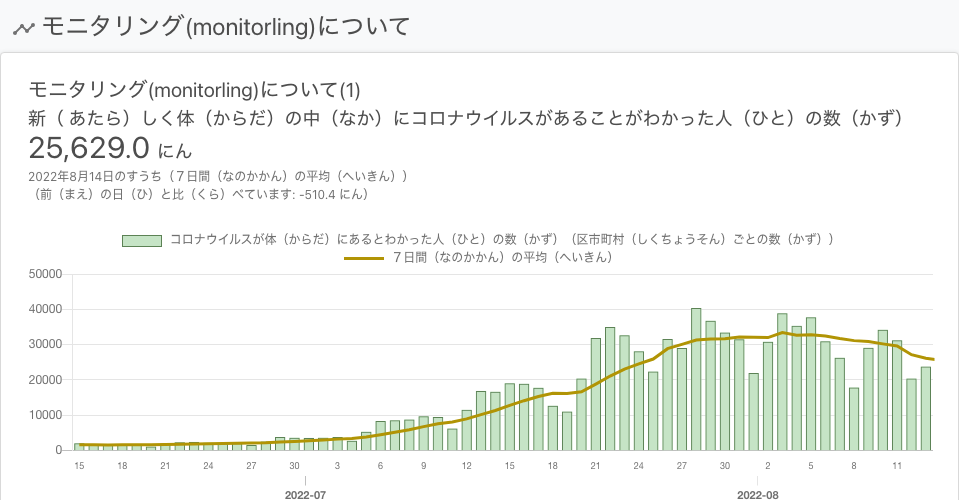 モニタリング(monitorling)について
モニタリング(monitorling)について(1)
新（ あたら）しく体（からだ）の中（なか）にコロナウイルスがあることがわかった人（ひと）の数（かず）
25,629.0 にん
2022年8月14日のすうち（７日間（なのかかん）の平均（へいきん））
（前（まえ）の日（ひ）と比（くら）べています: -510.4 にん）
コロナウイルスが体（からだ）にあるとわかった人（ひと）の数（かず）（区市町村（しくちょうそん）ごとの数（かず））
７日間（なのかかん）の平均（へいきん）
50000
40000
30000
20000
10000
0
15 18 21 24 27 30 3 6 9 12 15 18 21 24 27 30 2 5 8 11
2022-07 2022-08